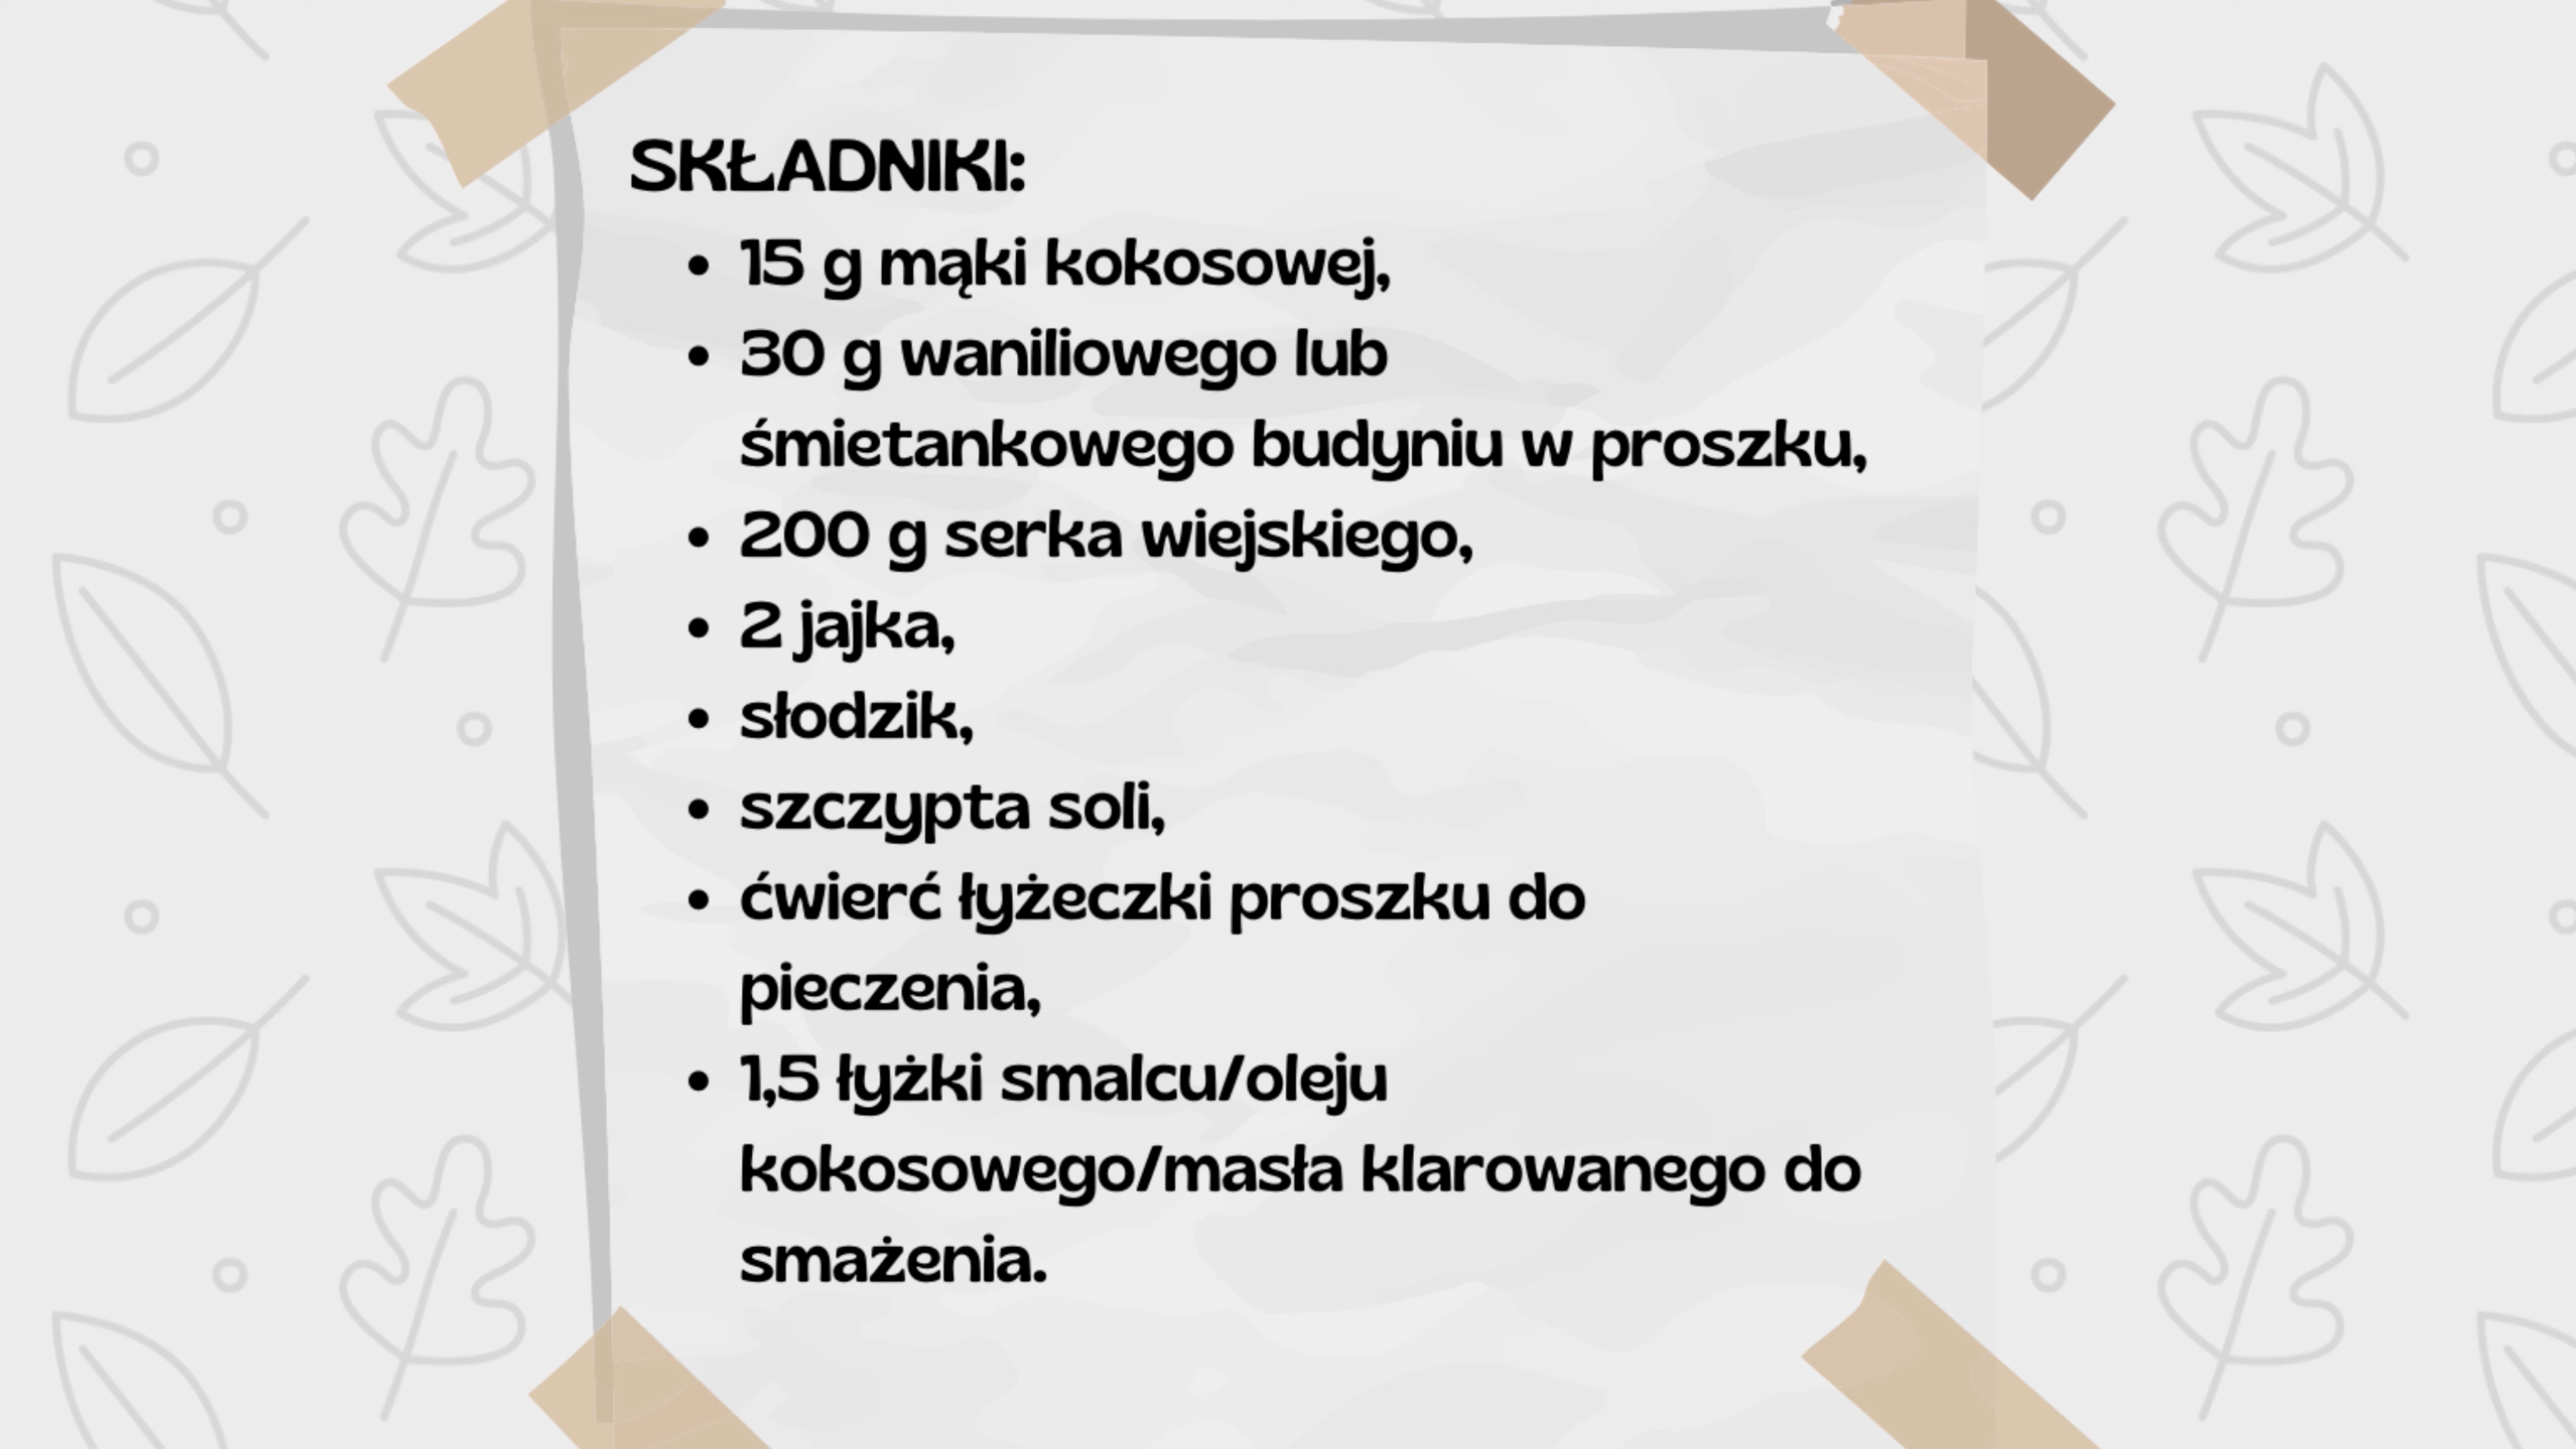 SKŁADNIKI:
• 15 g mąki kokosowej,
• 30 g waniliowego lub
śmietankowego budyniu w proszku,
• 200 g serka wiejskiego,
• 2 jajka,
• słodzik,
• szczypta soli,
• ćwierć łyżeczki proszku do
pieczenia,
• 1,5 łyżki smalcu/oleju
kokosowego/masła klarowanego do
smażenia.